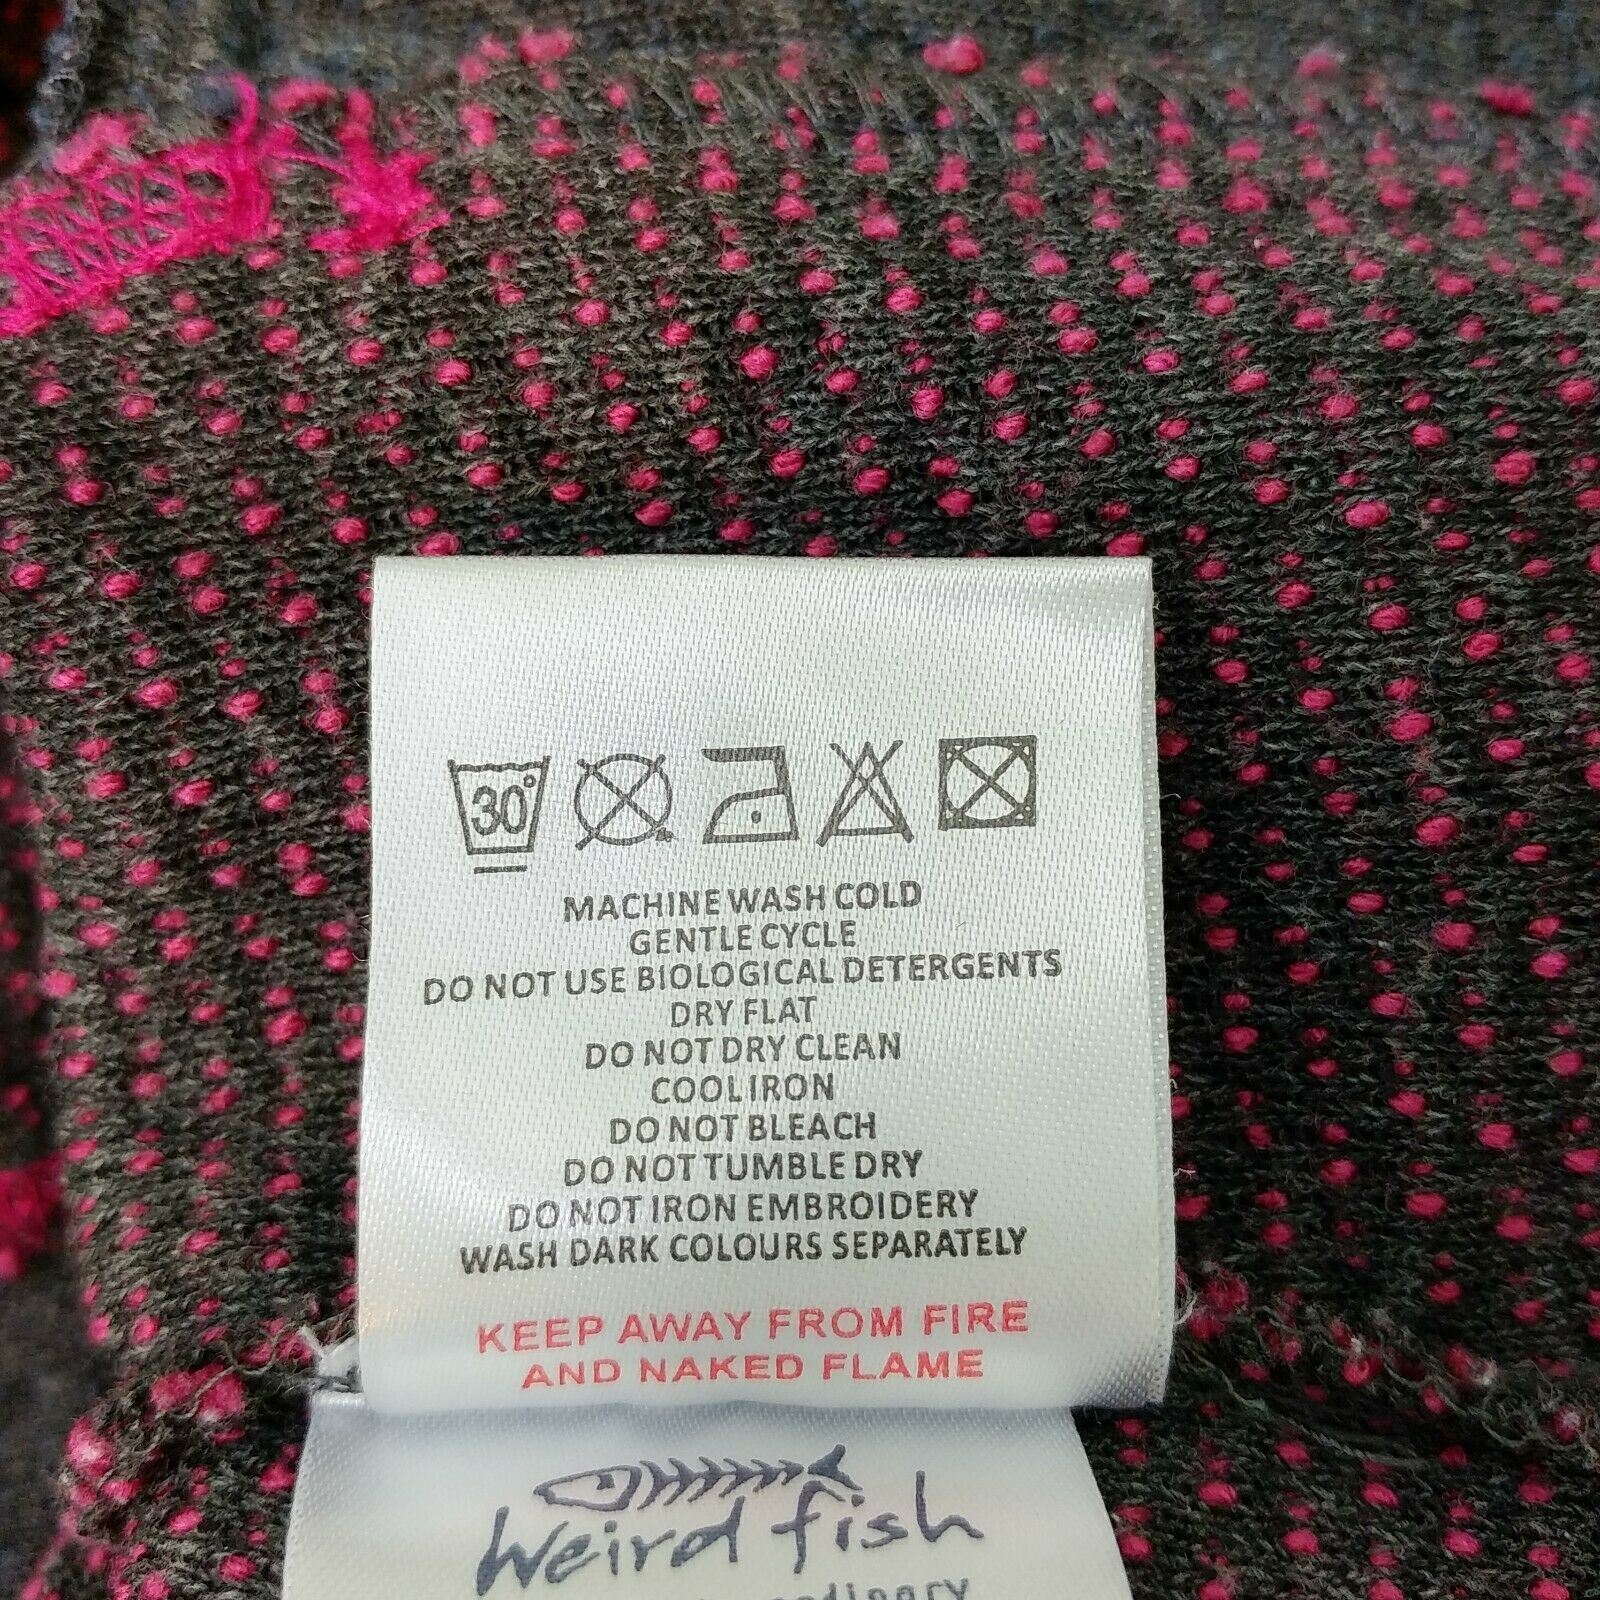 30°
MACHINE WASH COLD
GENTLE CYCLE
DO NOT USE BIOLOGICAL DETERGENTS
DRY FLAT
DO NOT DRY CLEAN
COOL IRON
DO NOT BLEACH
DO NOT TUMBLE DRY
DO NOT IRON EMBROIDERY
WASH DARK COLOURS SEPARATELY
KEEP AWAY FROM FIRE
AND NAKED FLAME
Weird fish